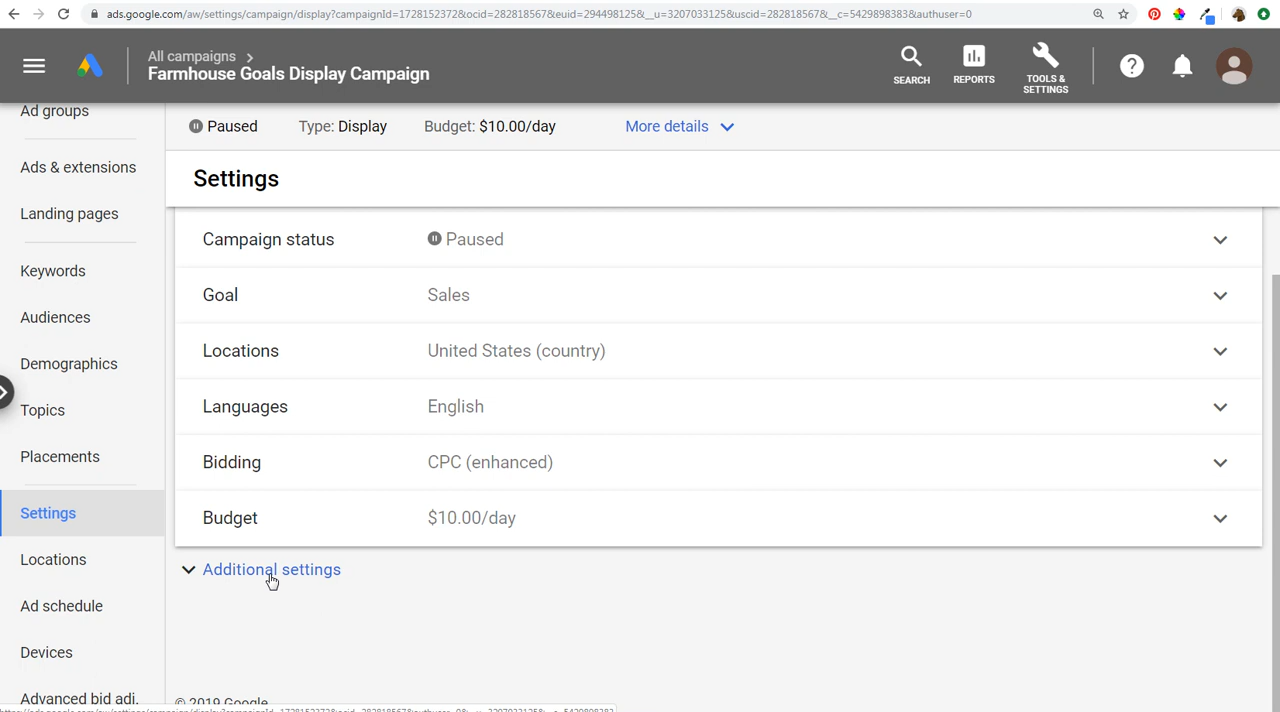 ads.google.com/aw/settings/campaign/display?campaignId=1728152372&ocid=282818567&euid=294498125&__u=3207033125&uscid=282818567&__c=5429898383&authuser=0
All campaigns
Farmhouse Goals Display Campaign
SEARCH
REPORTS
TOOLS &
SETTINGS
Ad groups
Ads & extensions
Landing pages
Keywords
Audiences
Demographics
Topics
Placements
Settings
Locations
Ad schedule
Devices
Advanced bid adj.
Paused Type: Display Budget: $10.00/day More details
Settings
Campaign status Paused
Goal Sales
Locations United States (country)
Languages English
Bidding CPC (enhanced)
Budget $10.00/day
Additional settings
© 2019 Google